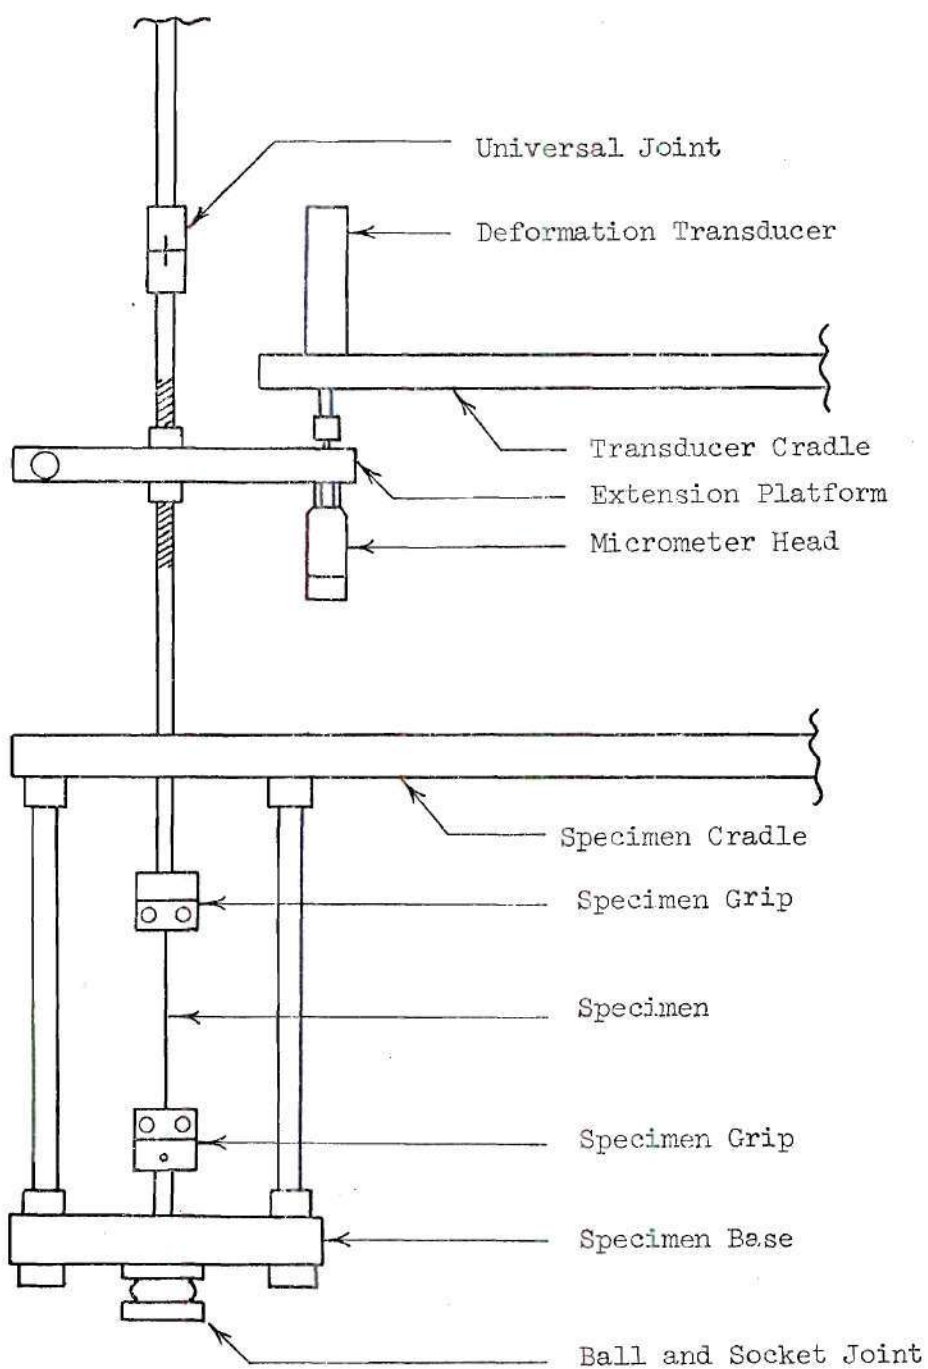 Universal Joint
Deformation Transducer
Transducer Cradle
Extension Platform
Micrometer Head
Specimen Cradle
Specimen Grip
Specimen
Specimen Grip
Specimen Base
Ball and Socket Joint